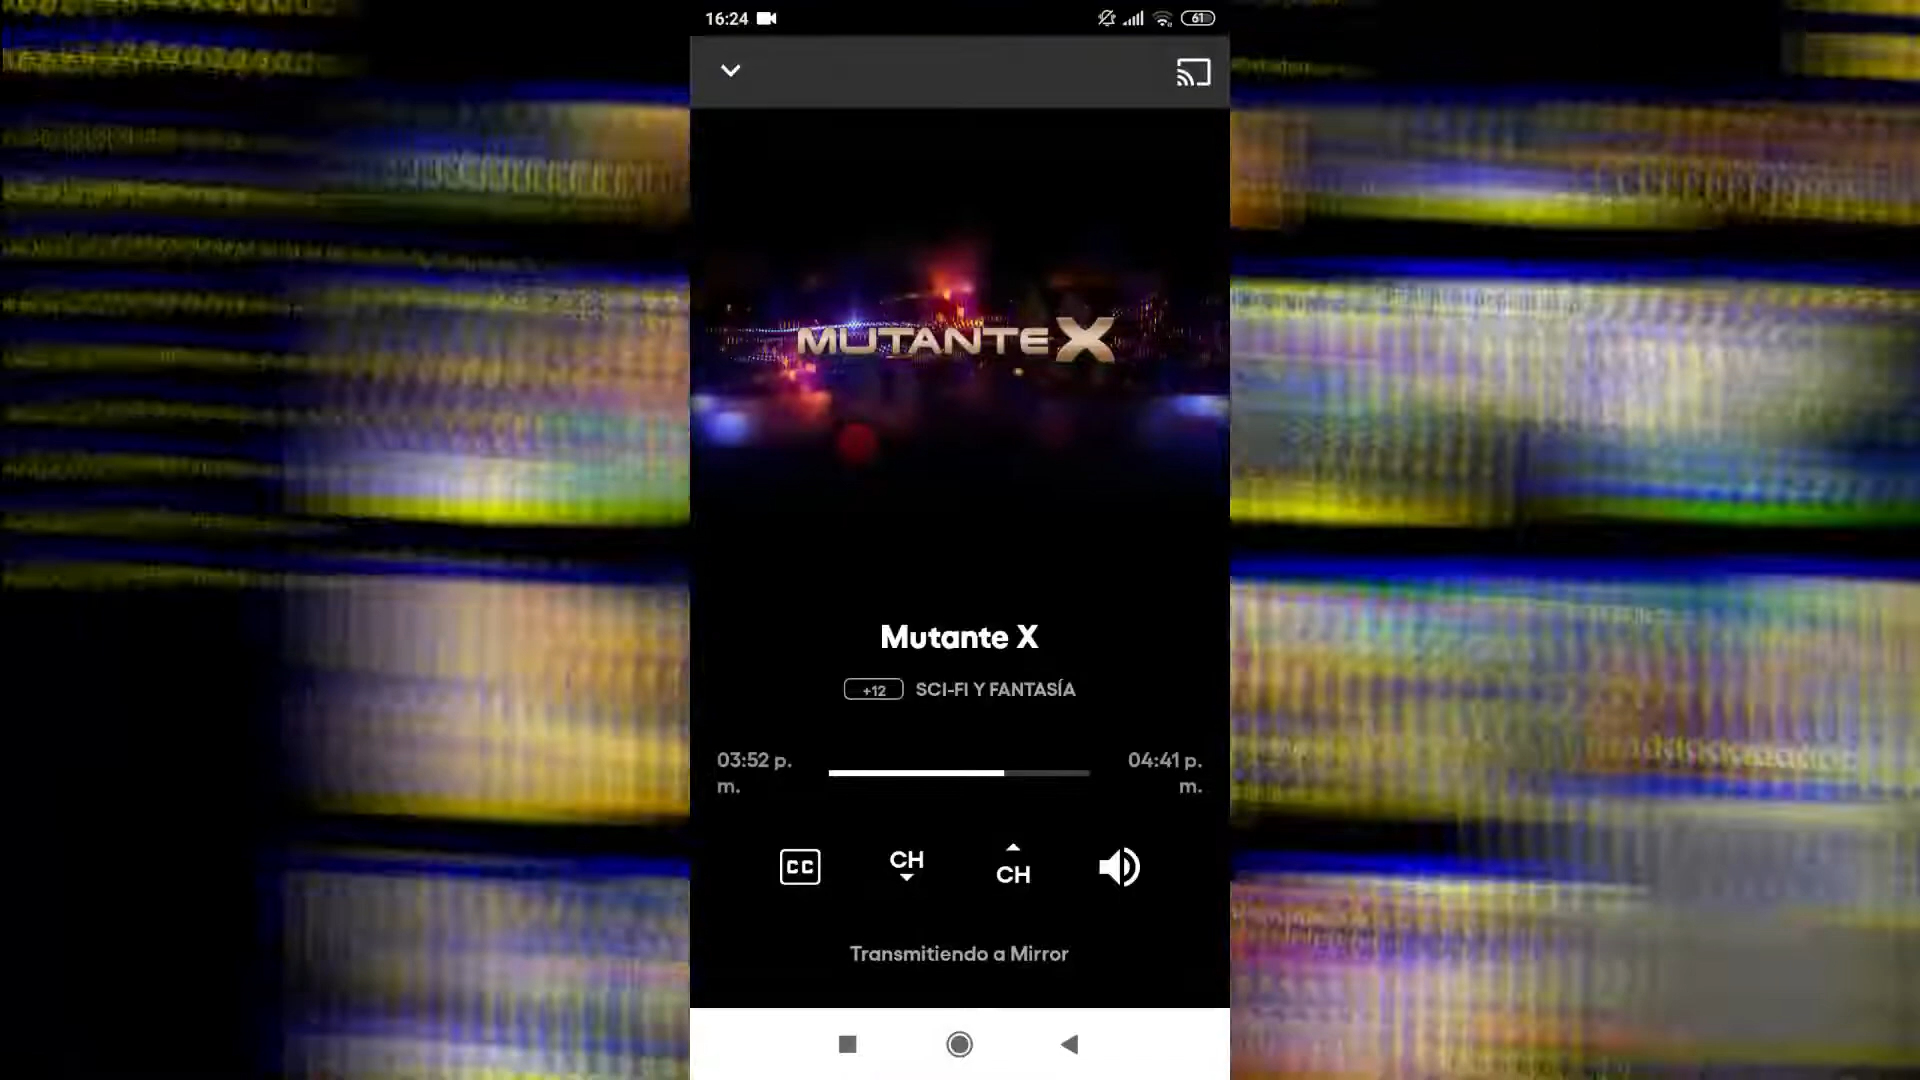 16:24
61
MUTANTE X
Mutante X
+12 SCI-FI Y FANTASÍA
03:52 p.
m.
04:41 p.
m.
CC
CH
CH
Transmitiendo a Mirror